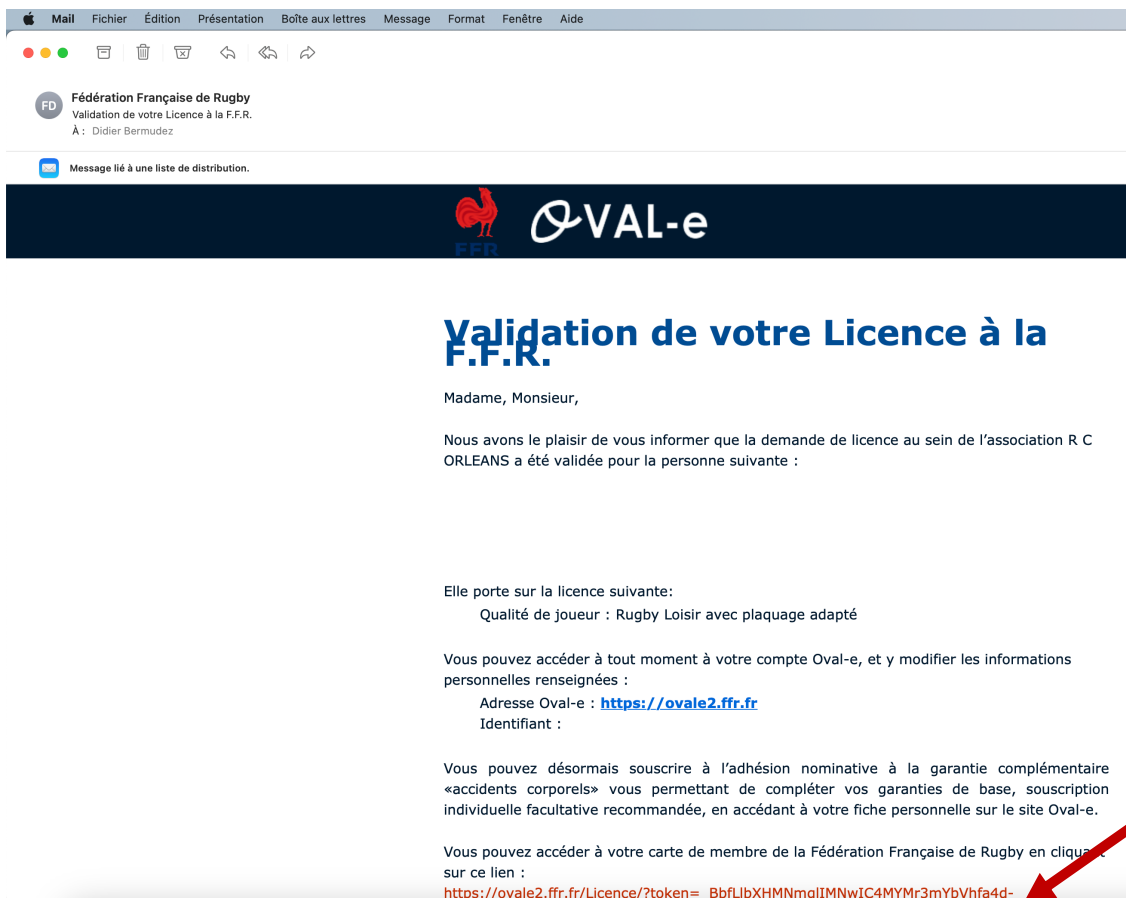 Mail Fichier Édition Présentation Boîte aux lettres Message Format Fenêtre Aide
FD
Fédération Française de Rugby
Validation de votre Licence à la F.F.R.
À : Didier Bermudez
Message lié à une liste de distribution.
FFR
OVAL-e
Validation de votre Licence à la
F.F.R.
Madame, Monsieur,
Nous avons le plaisir de vous informer que la demande de licence au sein de l’association R C
ORLEANS a été validée pour la personne suivante :
Elle porte sur la licence suivante:
Qualité de joueur : Rugby Loisir avec plaquage adapté
Vous pouvez accéder à tout moment à votre compte Oval-e, et y modifier les informations
personnelles renseignées :
Adresse Oval-e : https://ovale2.ffr.fr
Identifiant :
Vous pouvez désormais souscrire à l’adhésion nominative à la garantie complémentaire
«accidents corporels» vous permettant de compléter vos garanties de base, souscription
individuelle facultative recommandée, en accédant à votre fiche personnelle sur le site Oval-e.
Vous pouvez accéder à votre carte de membre de la Fédération Française de Rugby en cliquant
sur ce lien :